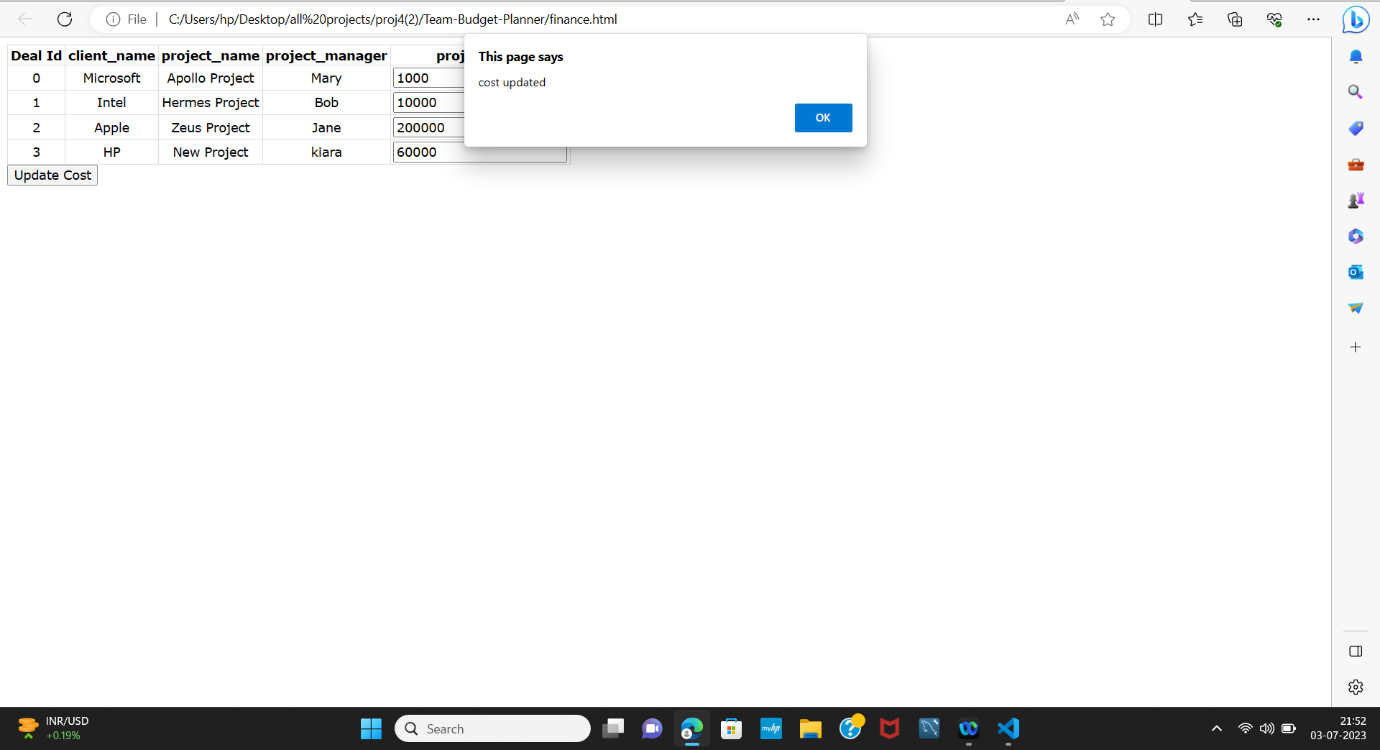 File | C:/Users/hp/Desktop/all%20projects/proj4(2)/Team-Budget-Planner/finance.html
This page says
cost updated
OK
Deal Id client_name project_name project_manager proj
0 Microsoft Apollo Project Mary 1000
1 Intel Hermes Project Bob 10000
2 Apple Zeus Project Jane 200000
3 HP New Project kiara 60000
Update Cost
INR/USD
+0.19%
Search
myhp
21:52
03-07-2023